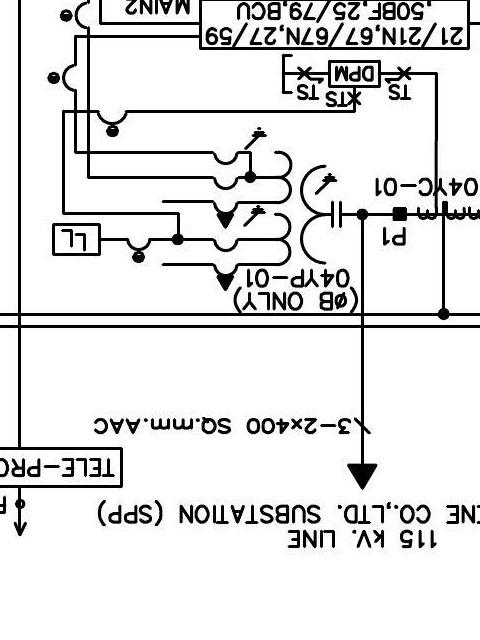 115 kV. LINE
NE CO.,LTD. SUBSTATION (SPP)
TELE-PRO
3-2x400 SQ.mm.AAC
(ØB ONLY)
04YP-01
P1
LL
04YC-01
TS
STX
TS
DPM
21/21N,67/67N,27/59
,50BF,25/79,BCU
MAIN2